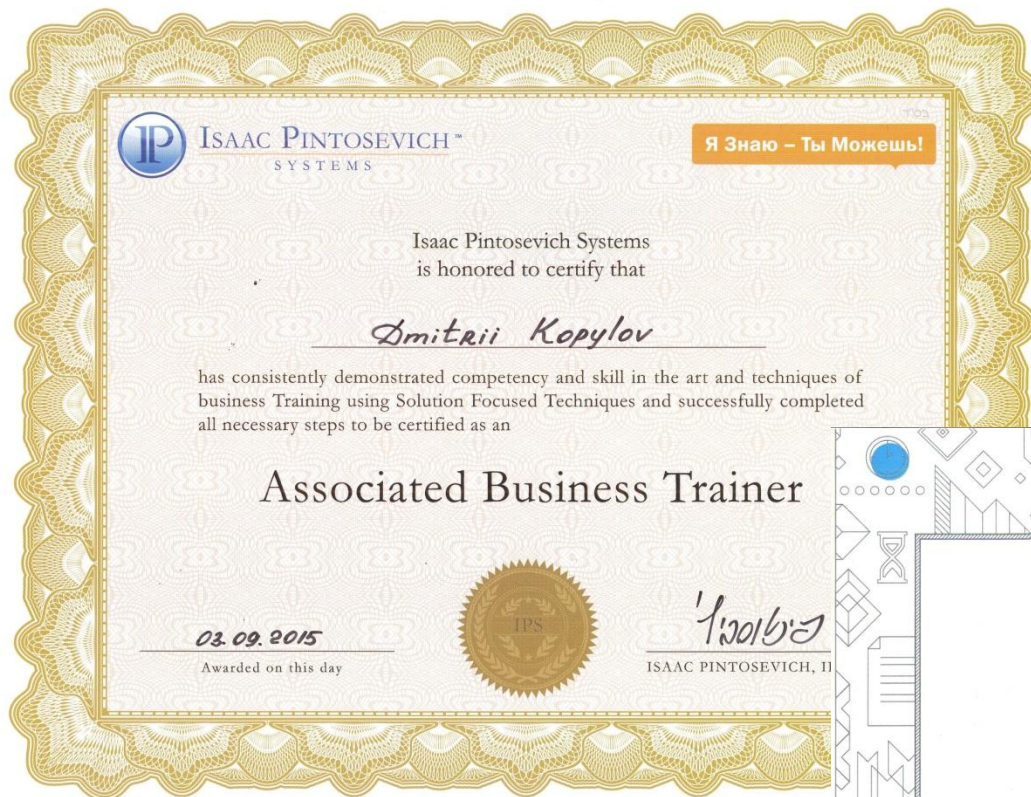 ISAAC PINTOSEVICH™
SYSTEMS
Я Знаю – Ты Можешь!
Isaac Pintosevich Systems
is honored to certify that
Dmitrii Kopylov
has consistently demonstrated competency and skill in the art and techniques of
business Training using Solution Focused Techniques and successfully completed
all necessary steps to be certified as an
Associated Business Trainer
IPS
03.09.2015
Awarded on this day
ISAAC PINTOSEVICH,